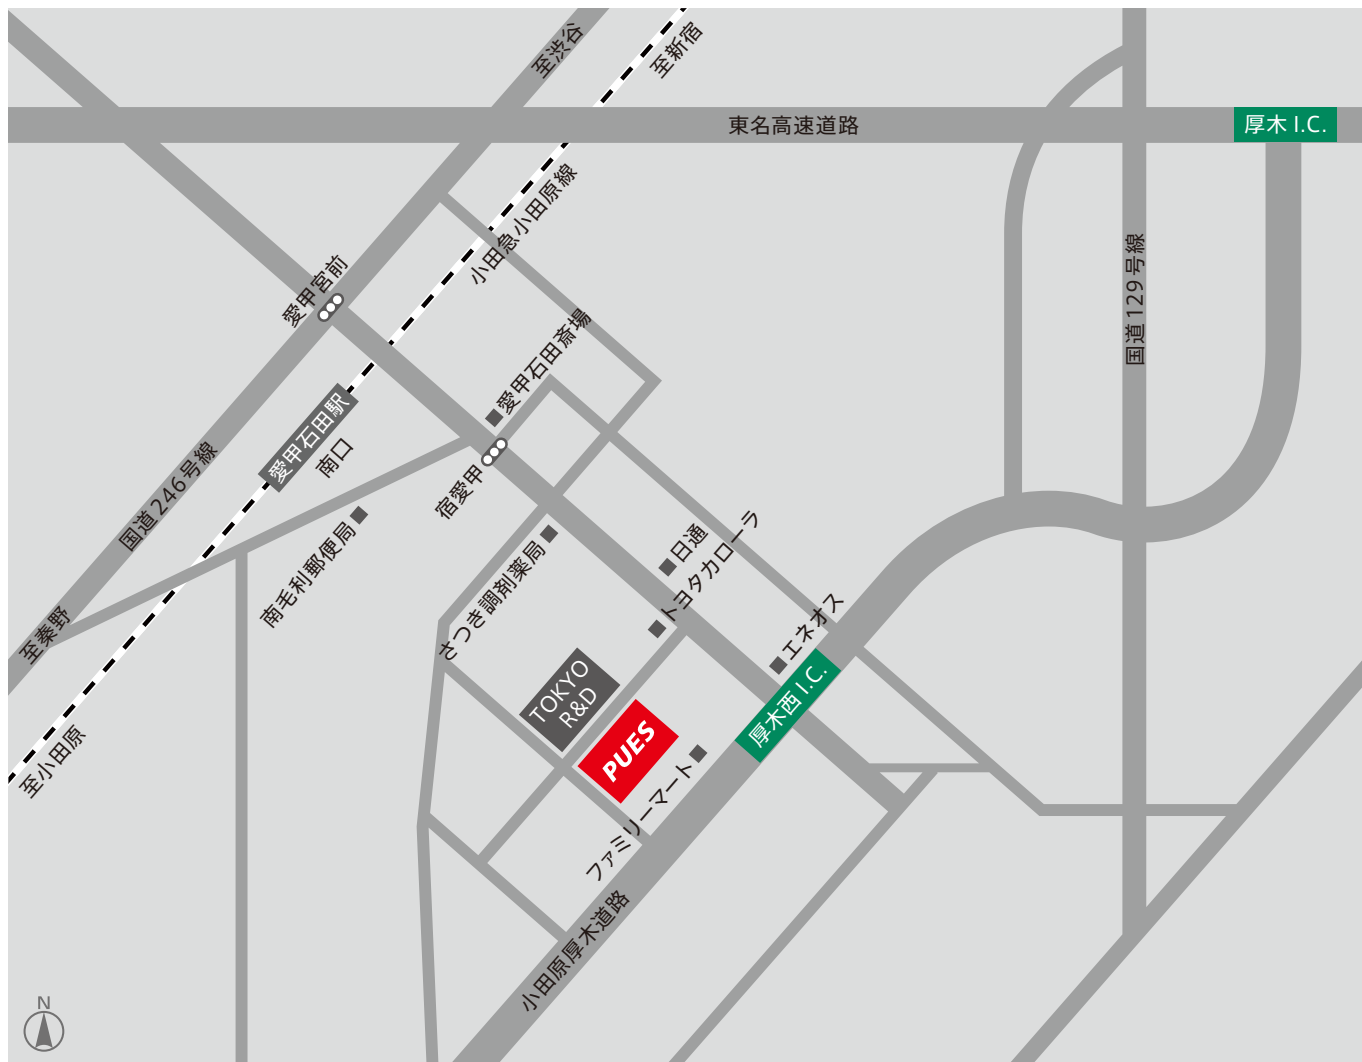 至渋谷
至新宿
東名高速道路
厚木 I.C.
小田急小田原線
国道 129号線
愛甲宮前
愛甲石田斎場
愛甲石田駅
南口
国道 246号線
宿愛甲
南毛利郵便局
さつき調剤薬局
日通
トヨタカローラ
エネオス
至秦野
TOKYO
R&D
PUES
厚木西 I.C.
至小田原
ファミリーマート
小田原厚木道路
N